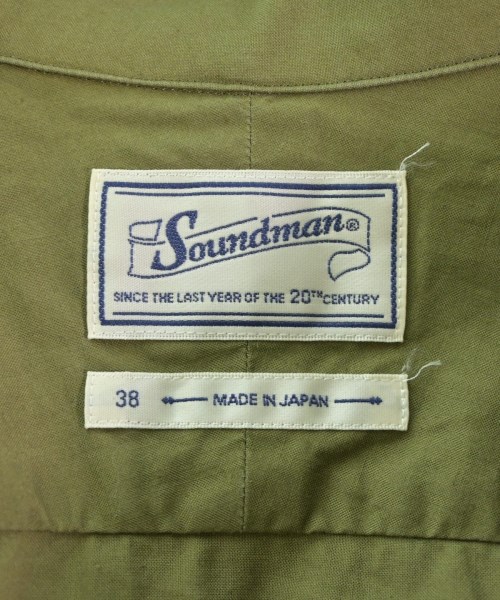 Soundman®
SINCE THE LAST YEAR OF THE 20TH CENTURY
38 MADE IN JAPAN